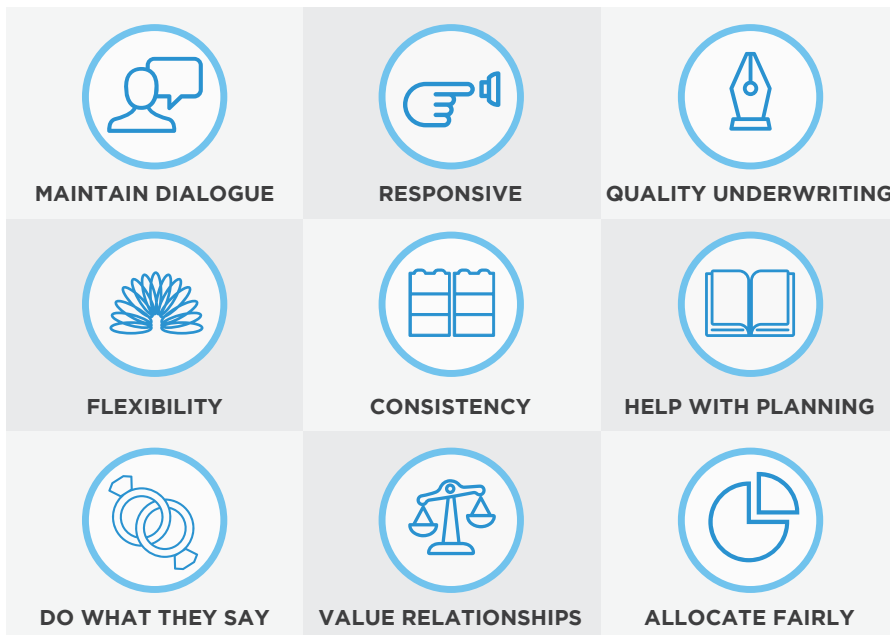 MAINTAIN DIALOGUE
RESPONSIVE
QUALITY UNDERWRITING
FLEXIBILITY
CONSISTENCY
HELP WITH PLANNING
DO WHAT THEY SAY
VALUE RELATIONSHIPS
ALLOCATE FAIRLY